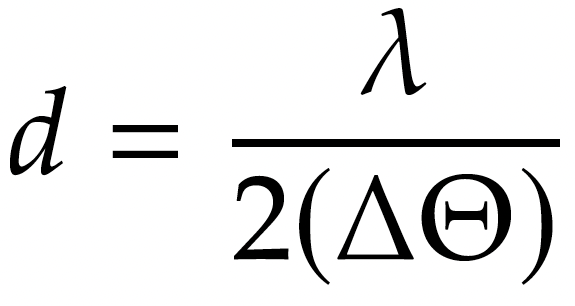 d = λ / 2(ΔΘ)